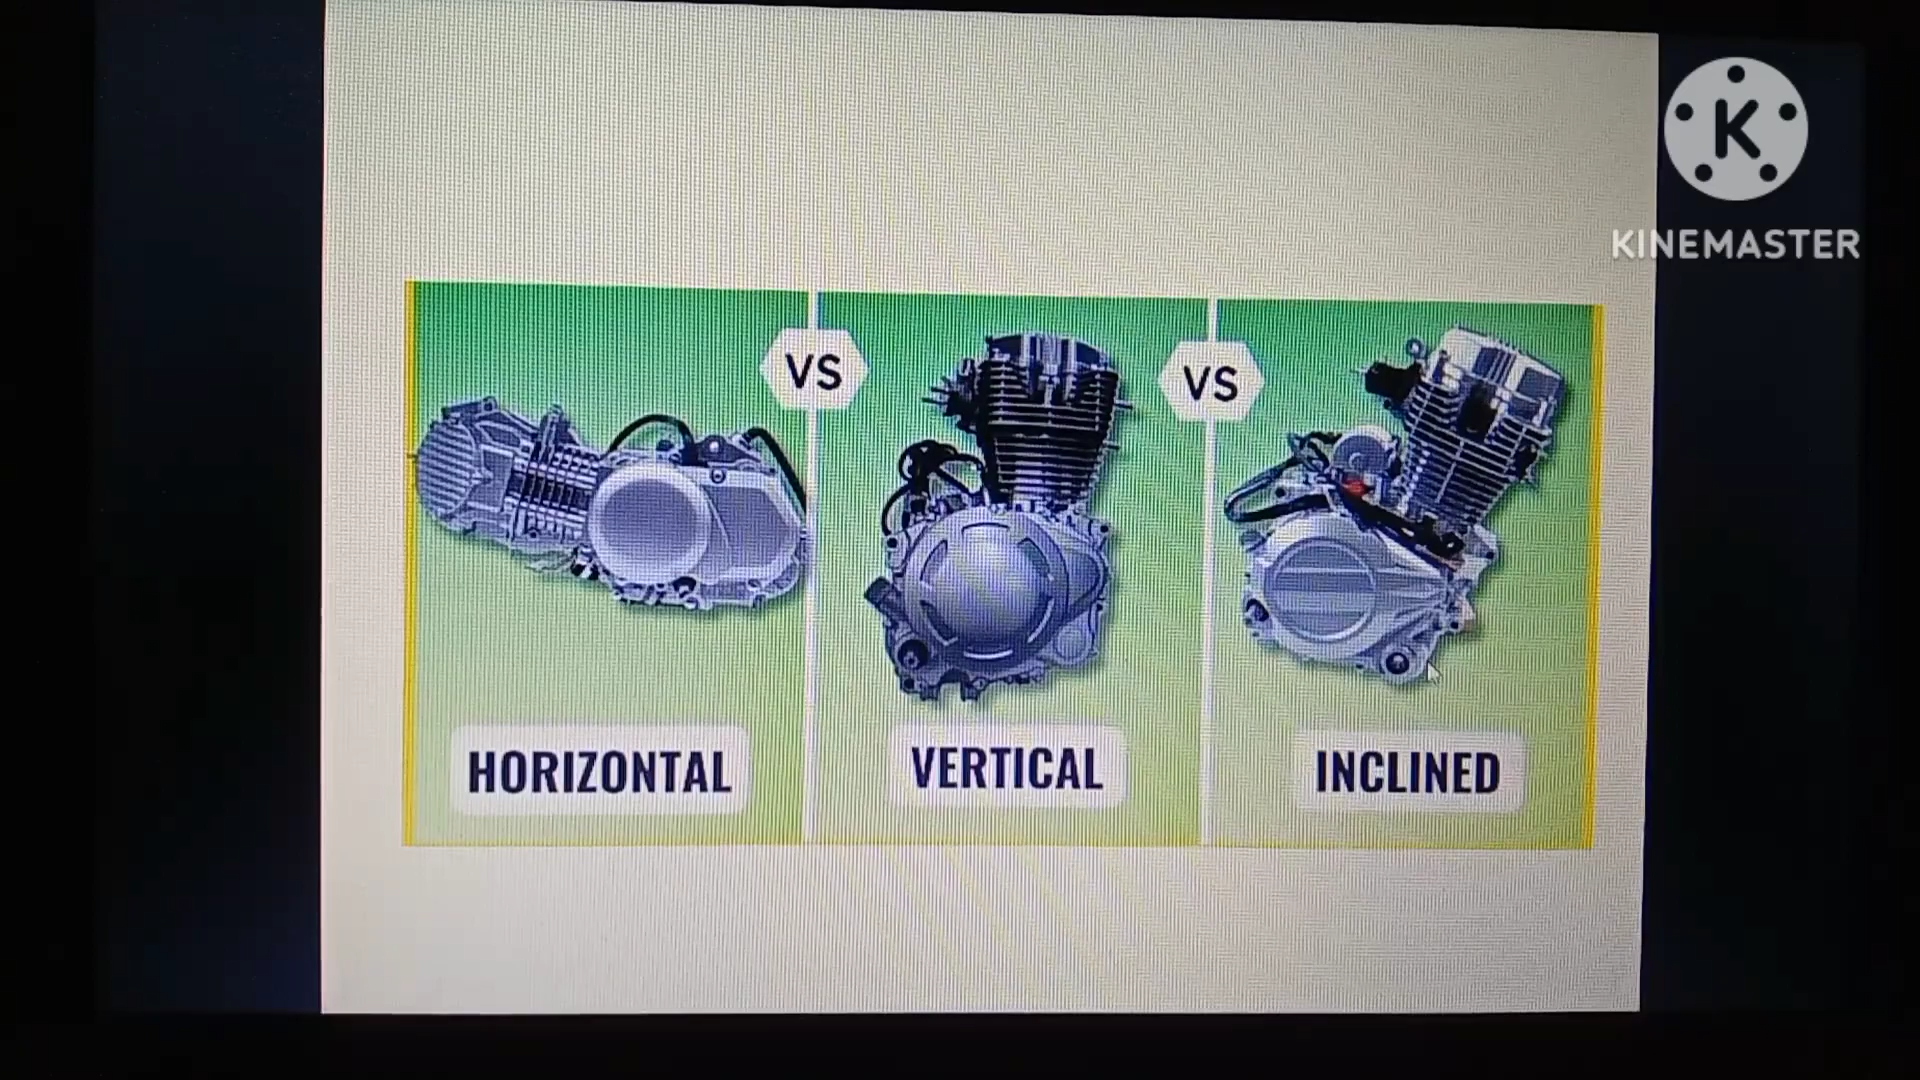 K
KINEMASTER
VS
VS
HORIZONTAL
VERTICAL
INCLINED